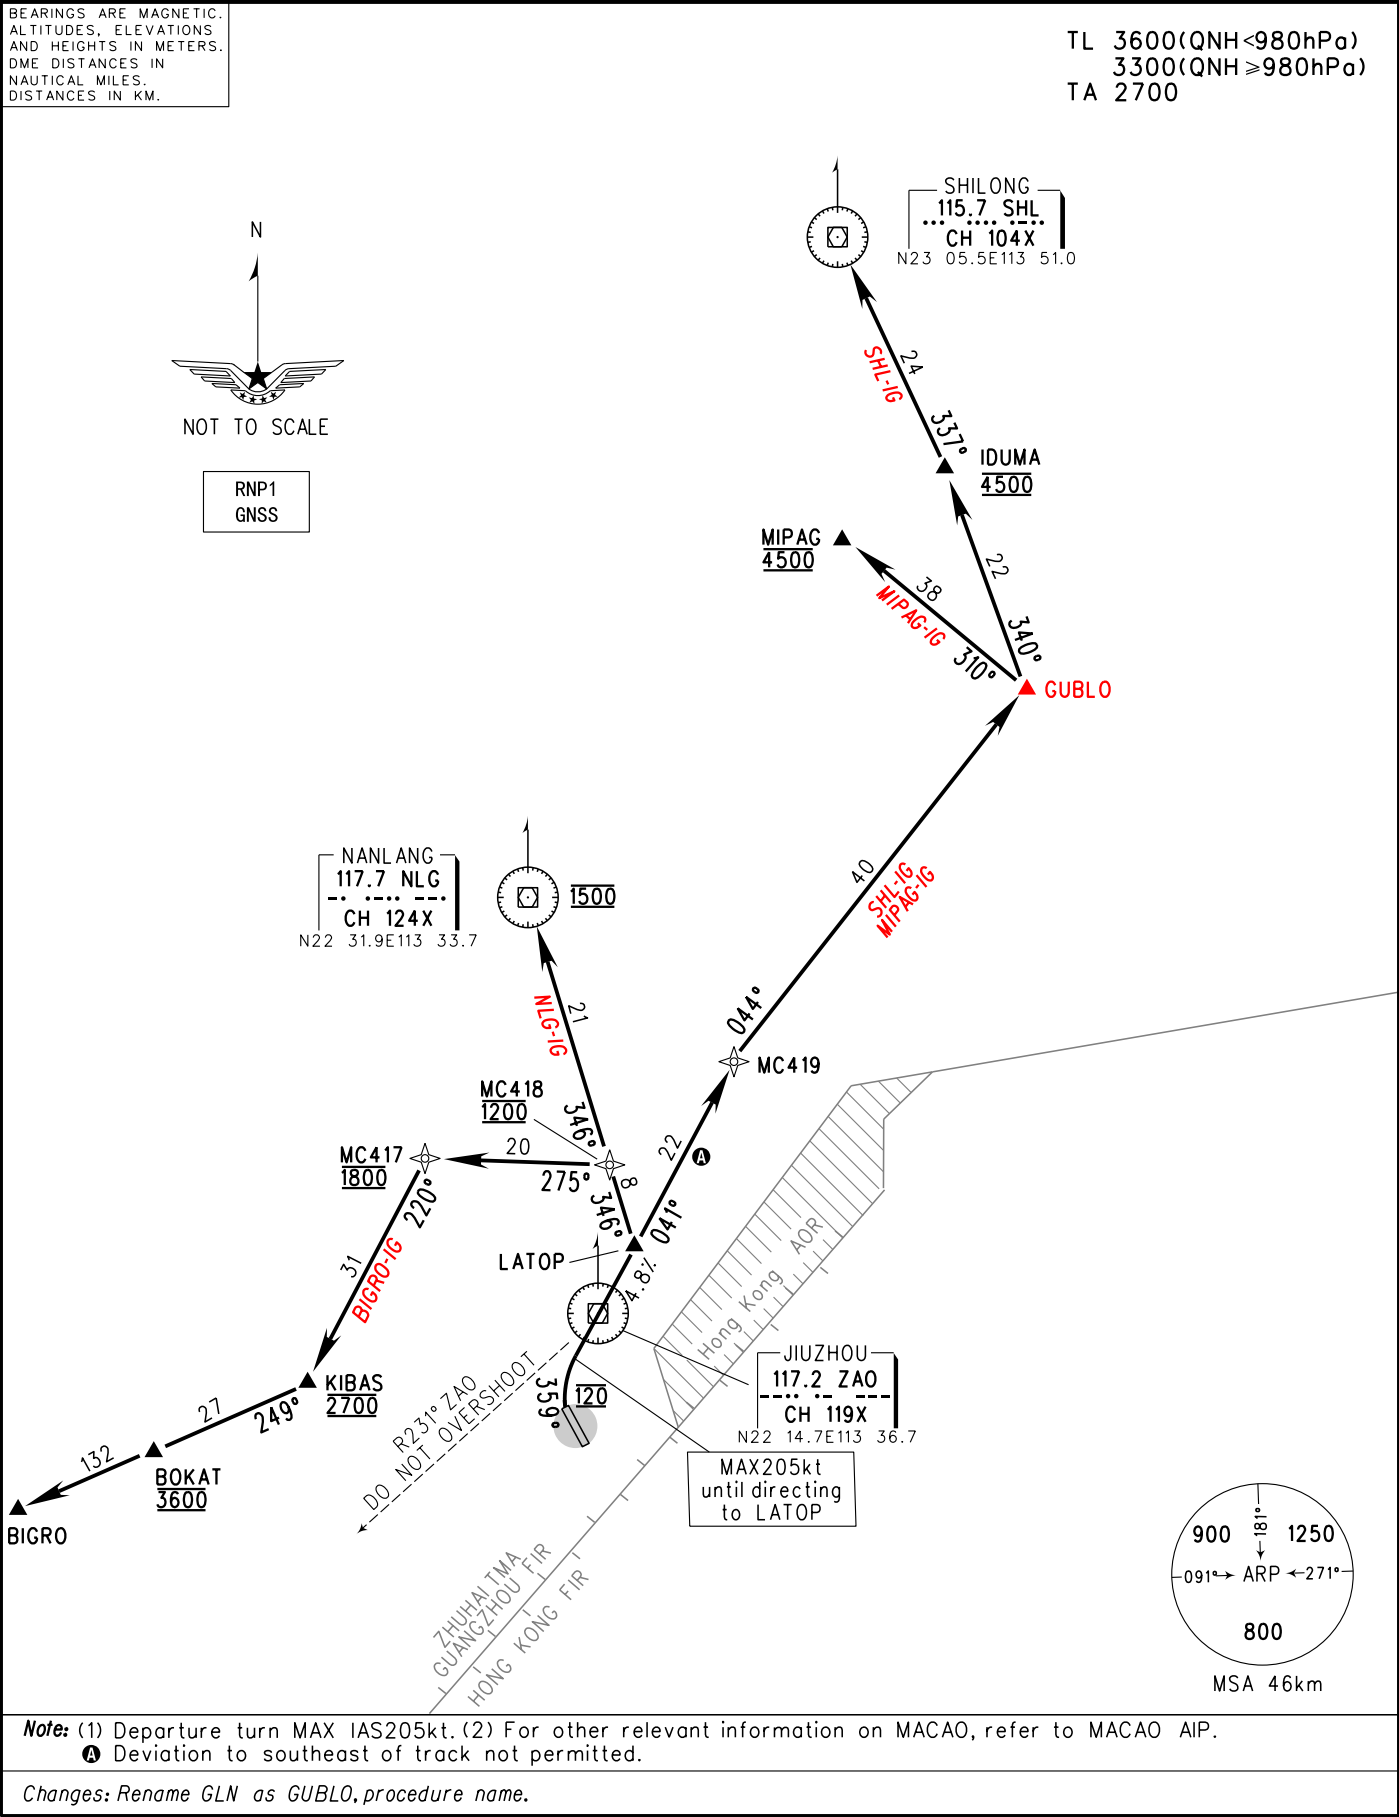 BEARINGS ARE MAGNETIC.
ALTITUDES, ELEVATIONS
AND HEIGHTS IN METERS.
DME DISTANCES IN
NAUTICAL MILES.
DISTANCES IN KM.
TL 3600(QNH<980hPa)
3300(QNH≥980hPa)
TA 2700
N
NOT TO SCALE
RNP1
GNSS
SHILONG
115.7 SHL
CH 104X
N23 05.5E113 51.0
24
SHL-IG
337°
IDUMA
4500
MIPAG
4500
38
MIPAG-IG
310°
22
340°
GUBLO
40
SHL-IG
MIPAG-IG
044°
MC419
NANLANG
117.7 NLG
CH 124X
N22 31.9E113 33.7
1500
21
NLG-IG
346°
MC418
1200
MC417
1800
20
275°
8
346°
22
A
041°
220°
31
BIGRO-IG
LATOP
4.8%
KIBAS
2700
27
249°
132
BOKAT
3600
BIGRO
R231° ZAO
DO NOT OVERSHOOT
359°
120
JIUZHOU
117.2 ZAO
CH 119X
N22 14.7E113 36.7
MAX205kt
until directing
to LATOP
Hong Kong AOR
ZHUHAI TMA
GUANGZHOU FIR
HONG KONG FIR
900
181°
1250
091°
ARP
271°
800
MSA 46km
Note: (1) Departure turn MAX IAS205kt. (2) For other relevant information on MACAO, refer to MACAO AIP.
A Deviation to southeast of track not permitted.
Changes: Rename GLN as GUBLO, procedure name.